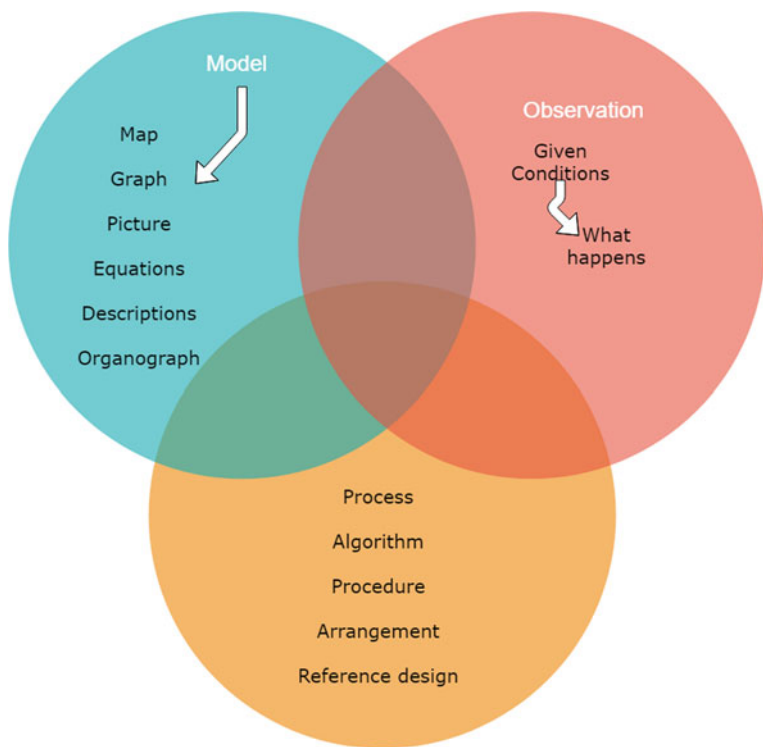 Model
Map
Graph
Picture
Equations
Descriptions
Organograph
Observation
Given
Conditions
What
happens
Process
Algorithm
Procedure
Arrangement
Reference design